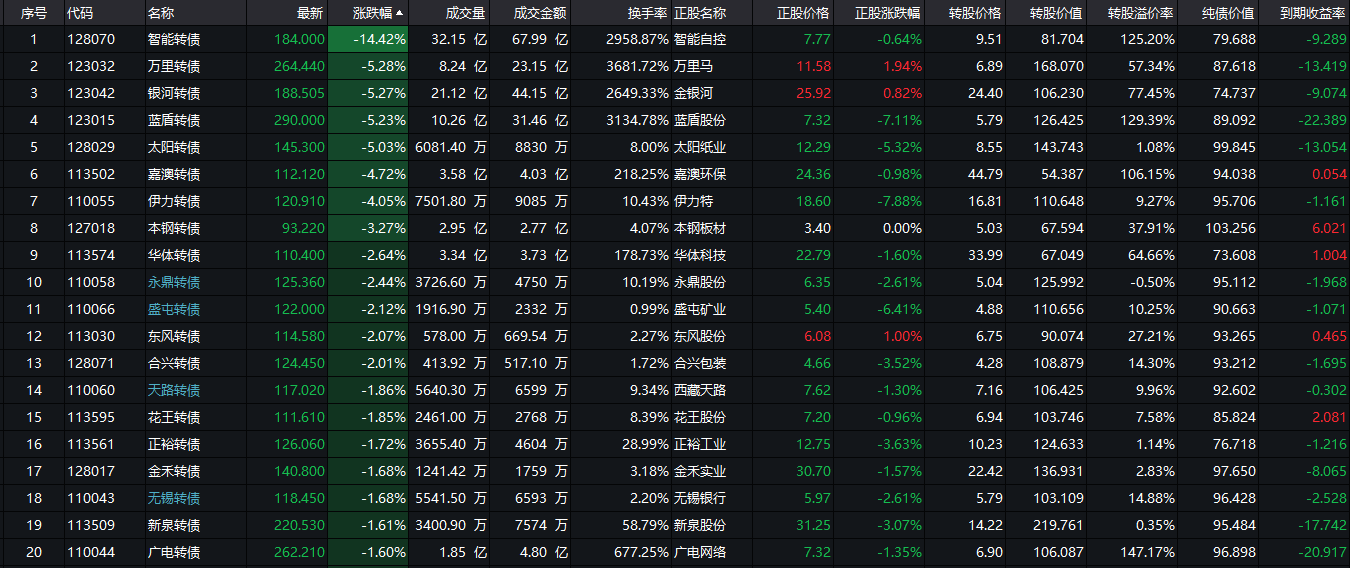 序号 代码 名称 最新 涨跌幅▲ 成交量 成交金额 换手率 正股名称 正股价格 正股涨跌幅 转股价格 转股价值 转股溢价率 纯债价值 到期收益率
1 128070 智能转债 184.000 -14.42% 32.15 亿 67.99 亿 2958.87% 智能自控 7.77 -0.64% 9.51 81.704 125.20% 79.688 -9.289
2 123032 万里转债 264.440 -5.28% 8.24 亿 23.15 亿 3681.72% 万里马 11.58 1.94% 6.89 168.070 57.34% 87.618 -13.419
3 123042 银河转债 188.505 -5.27% 21.12 亿 44.15 亿 2649.33% 金银河 25.92 0.82% 24.40 106.230 77.45% 74.737 -9.074
4 123015 蓝盾转债 290.000 -5.23% 10.26 亿 31.46 亿 3134.78% 蓝盾股份 7.32 -7.11% 5.79 126.425 129.39% 89.092 -22.389
5 128029 太阳转债 145.300 -5.03% 6081.40 万 8830 万 8.00% 太阳纸业 12.29 -5.32% 8.55 143.743 1.08% 99.845 -13.054
6 113502 嘉澳转债 112.120 -4.72% 3.58 亿 4.03 亿 218.25% 嘉澳环保 24.36 -0.98% 44.79 54.387 106.15% 94.038 0.054
7 110055 伊力转债 120.910 -4.05% 7501.80 万 9085 万 10.43% 伊力特 18.60 -7.88% 16.81 110.648 9.27% 95.706 -1.161
8 127018 本钢转债 93.220 -3.27% 2.95 亿 2.77 亿 4.07% 本钢板材 3.40 0.00% 5.03 67.594 37.91% 103.256 6.021
9 113574 华体转债 110.400 -2.64% 3.34 亿 3.73 亿 178.73% 华体科技 22.79 -1.60% 33.99 67.049 64.66% 73.608 1.004
10 110058 永鼎转债 125.360 -2.44% 3726.60 万 4750 万 10.19% 永鼎股份 6.35 -2.61% 5.04 125.992 -0.50% 95.112 -1.968
11 110066 盛屯转债 122.000 -2.12% 1916.90 万 2332 万 0.99% 盛屯矿业 5.40 -6.41% 4.88 110.656 10.25% 90.663 -1.071
12 113030 东风转债 114.580 -2.07% 578.00 万 669.54 万 2.27% 东风股份 6.08 1.00% 6.75 90.074 27.21% 93.265 0.465
13 128071 合兴转债 124.450 -2.01% 413.92 万 517.10 万 1.72% 合兴包装 4.66 -3.52% 4.28 108.879 14.30% 93.212 -1.695
14 110060 天路转债 117.020 -1.86% 5640.30 万 6599 万 9.34% 西藏天路 7.62 -1.30% 7.16 106.425 9.96% 92.602 -0.302
15 113595 花王转债 111.610 -1.85% 2461.00 万 2768 万 8.39% 花王股份 7.20 -0.96% 6.94 103.746 7.58% 85.824 2.081
16 113561 正裕转债 126.060 -1.72% 3655.40 万 4604 万 28.99% 正裕工业 12.75 -3.63% 10.23 124.633 1.14% 76.718 -1.216
17 128017 金禾转债 140.800 -1.68% 1241.42 万 1759 万 3.18% 金禾实业 30.70 -1.57% 22.42 136.931 2.83% 97.650 -8.065
18 110043 无锡转债 118.450 -1.68% 5541.50 万 6593 万 2.20% 无锡银行 5.97 -2.61% 5.79 103.109 14.88% 96.428 -2.528
19 113509 新泉转债 220.530 -1.61% 3400.90 万 7574 万 58.79% 新泉股份 31.25 -3.07% 14.22 219.761 0.35% 95.484 -17.742
20 110044 广电转债 262.210 -1.60% 1.85 亿 4.80 亿 677.25% 广电网络 7.32 -1.35% 6.90 106.087 147.17% 96.898 -20.917